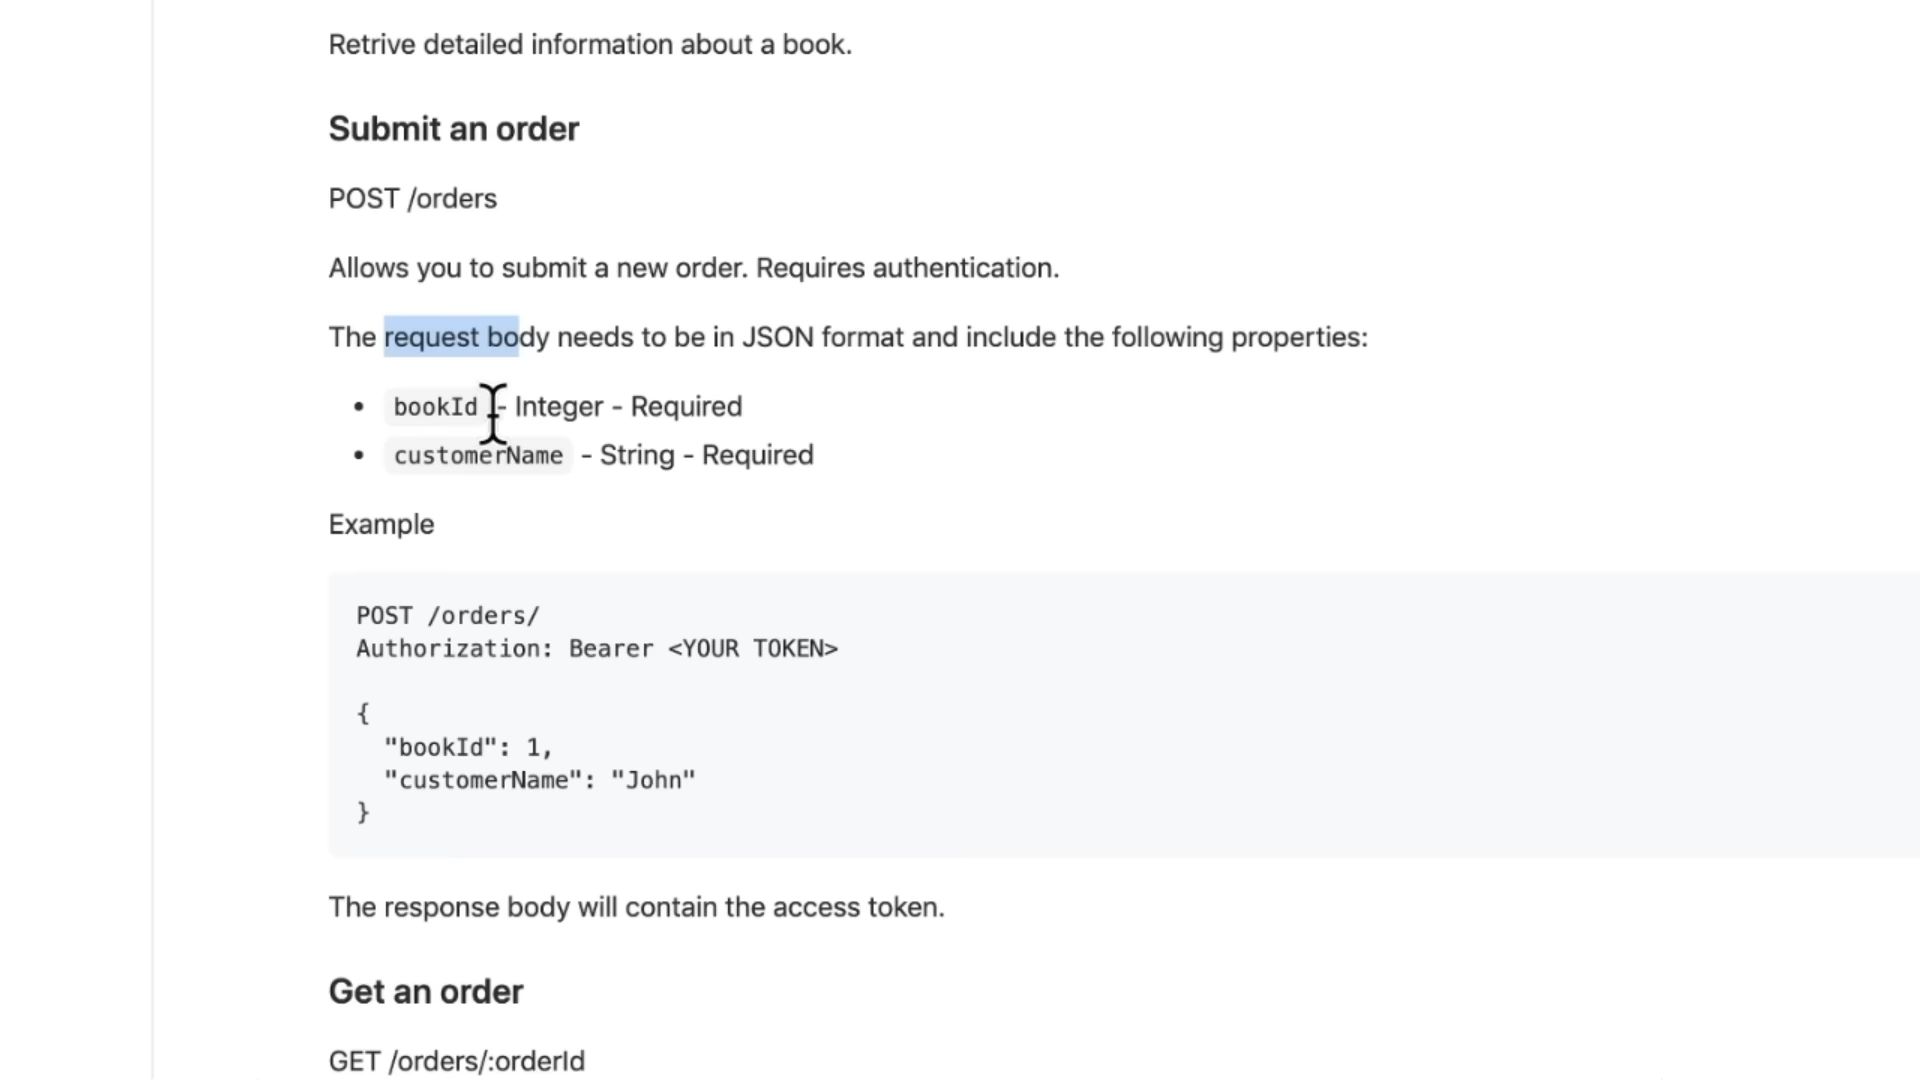 Retrive detailed information about a book.
Submit an order
POST /orders
Allows you to submit a new order. Requires authentication.
The request body needs to be in JSON format and include the following properties:
• bookId - Integer - Required
• customerName - String - Required
Example
POST /orders/
Authorization: Bearer <YOUR TOKEN>
{
"bookId": 1,
"customerName": "John"
}
The response body will contain the access token.
Get an order
GET /orders/:orderId